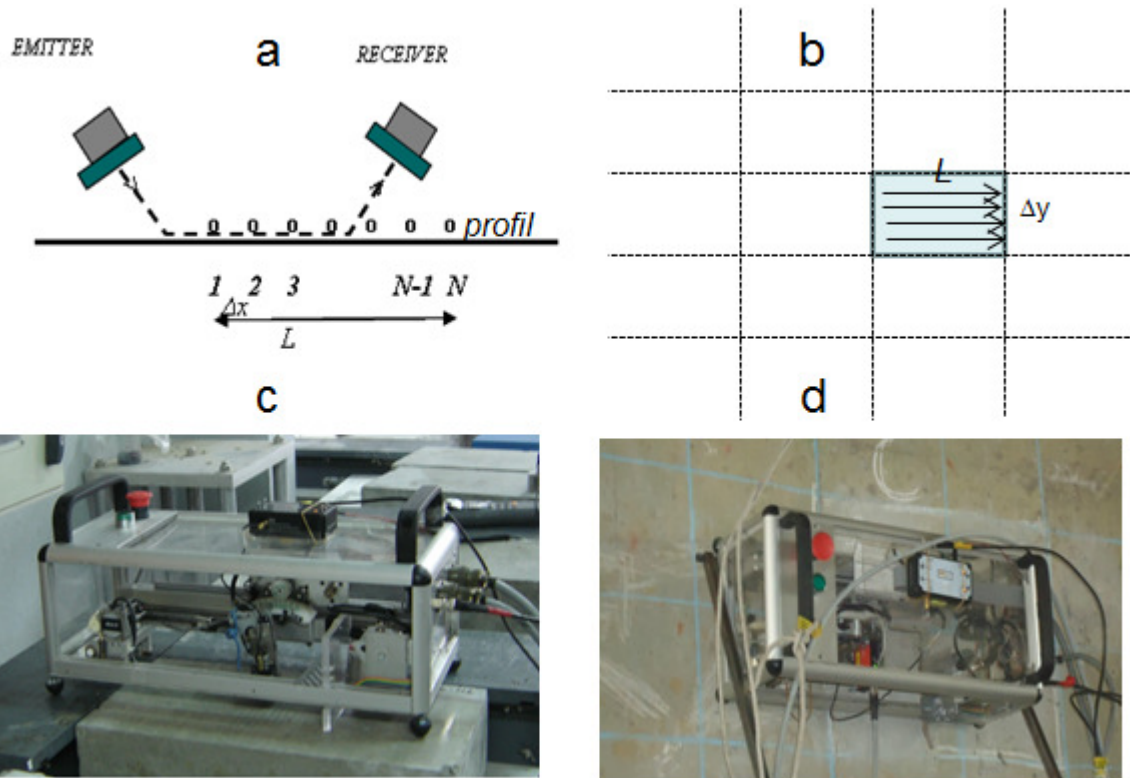 EMITTER
a
RECEIVER
profil
1 2 3 N-1 N
Δx
L
b
L
Δy
c
d